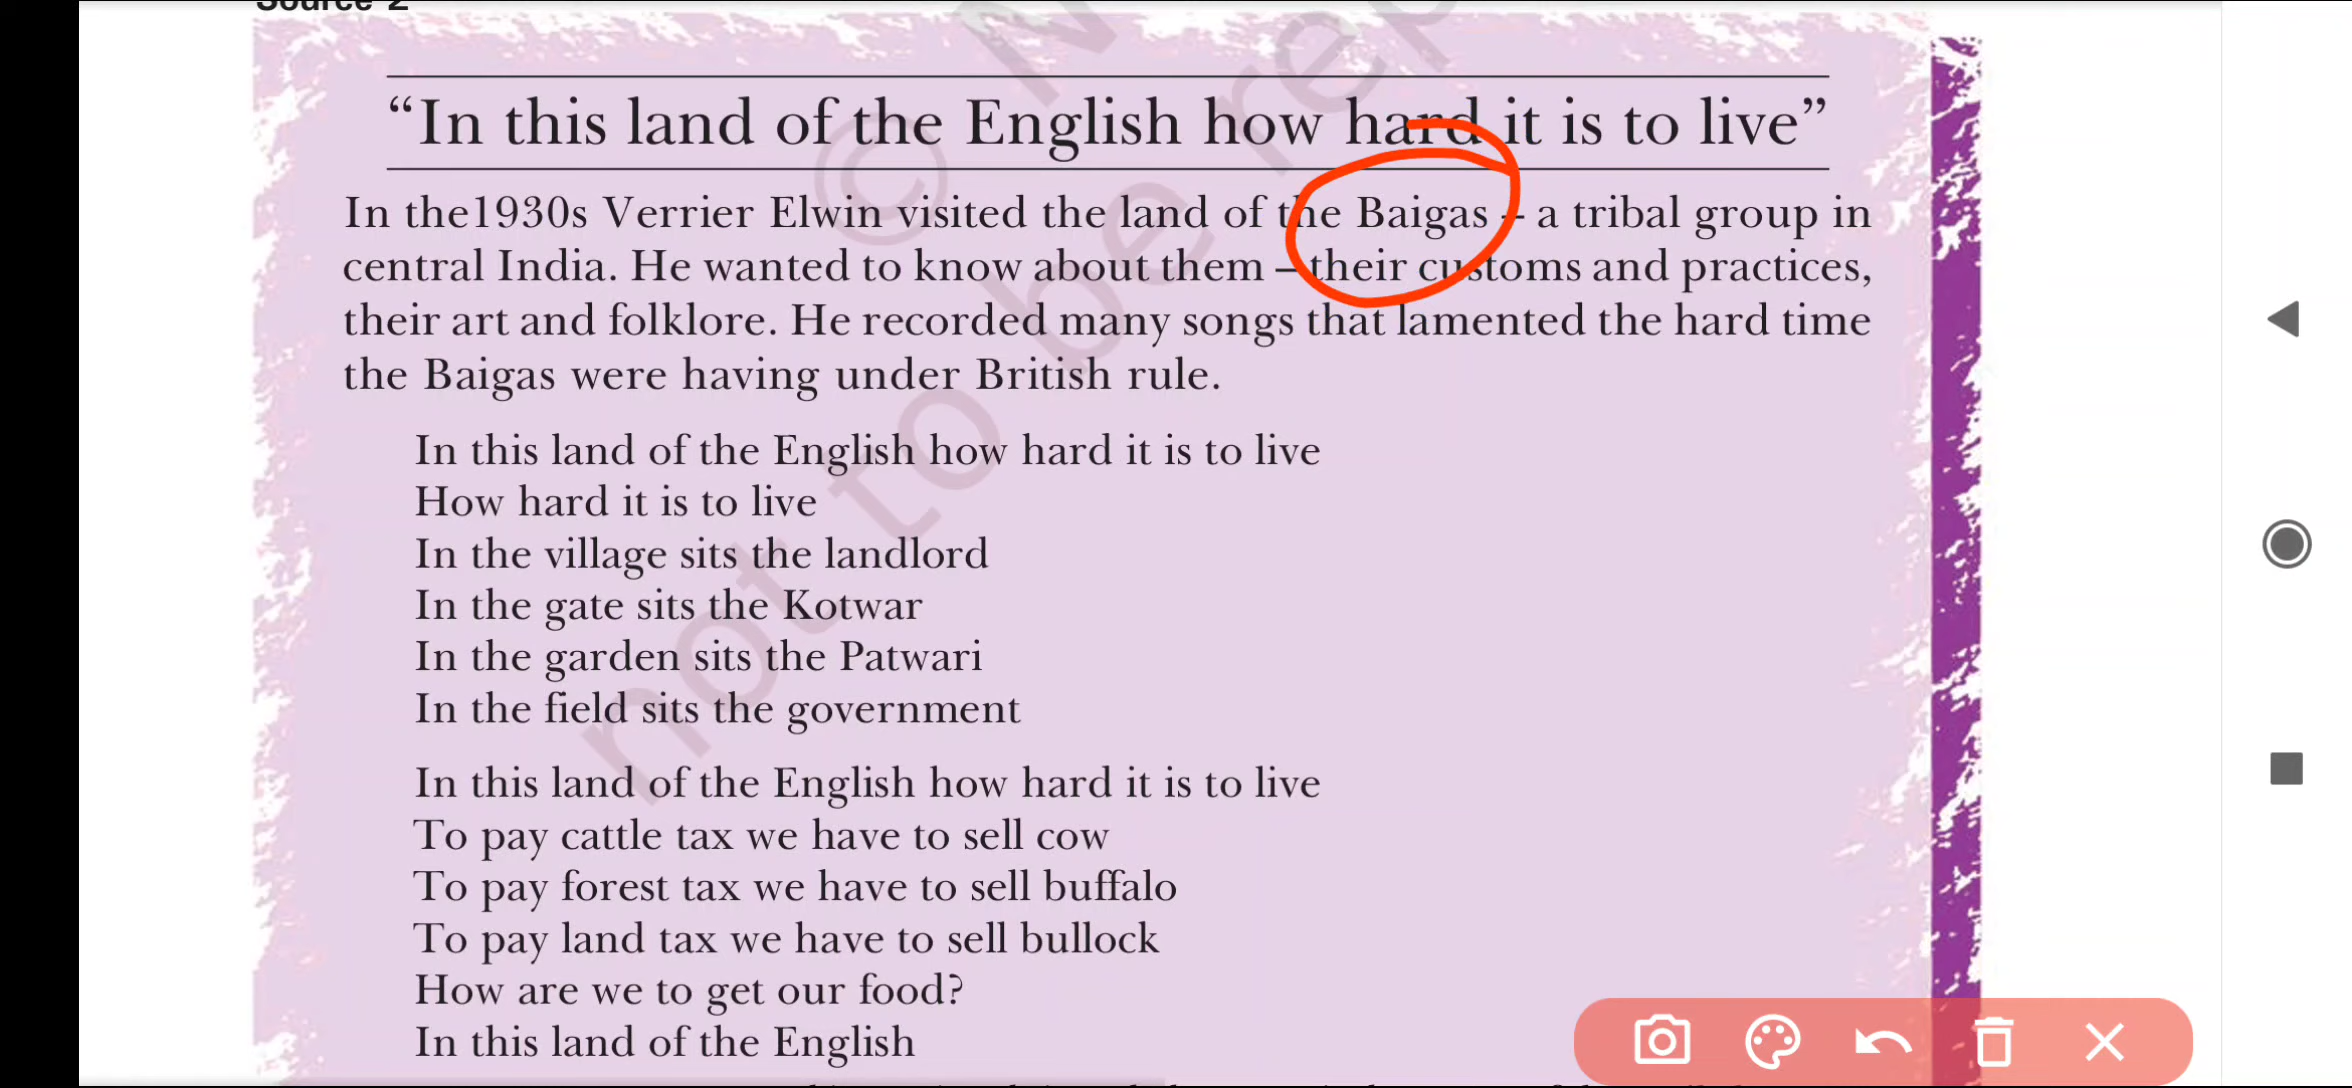 Source 2
“In this land of the English how hard it is to live”
In the1930s Verrier Elwin visited the land of the Baigas – a tribal group in
central India. He wanted to know about them – their customs and practices,
their art and folklore. He recorded many songs that lamented the hard time
the Baigas were having under British rule.
In this land of the English how hard it is to live
How hard it is to live
In the village sits the landlord
In the gate sits the Kotwar
In the garden sits the Patwari
In the field sits the government
In this land of the English how hard it is to live
To pay cattle tax we have to sell cow
To pay forest tax we have to sell buffalo
To pay land tax we have to sell bullock
How are we to get our food?
In this land of the English
© N
not to be rep